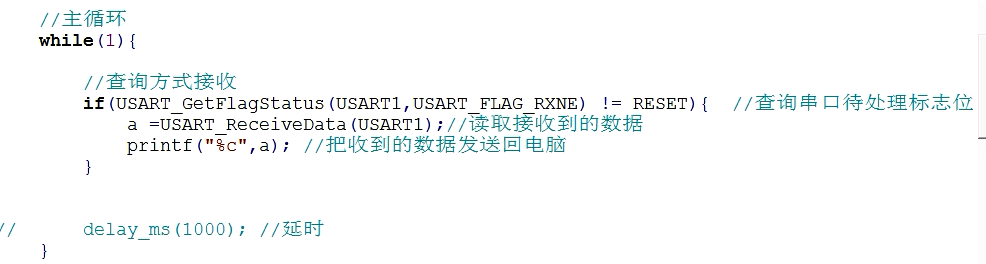 //主循环
while(1){
//查询方式接收
if(USART_GetFlagStatus(USART1,USART_FLAG_RXNE) != RESET){  //查询串口待处理标志位
a =USART_ReceiveData(USART1);//读取接收到的数据
printf("%c",a); //把收到的数据发送回电脑
}
//      delay_ms(1000); //延时
}